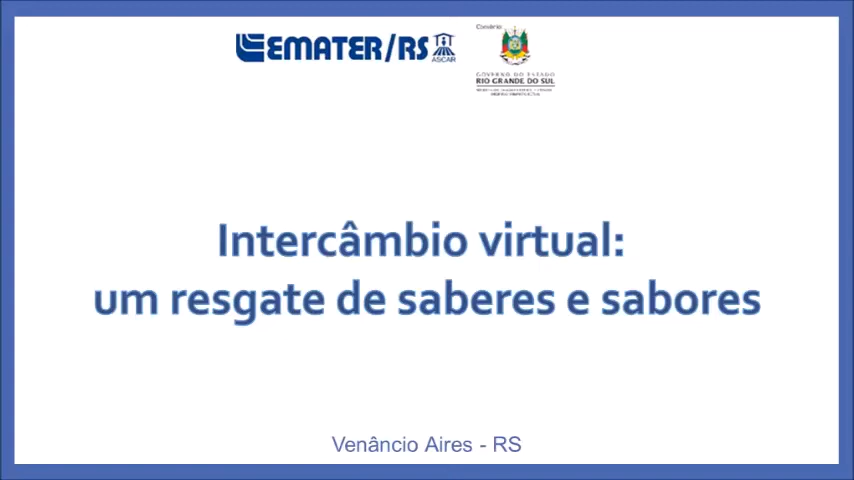 EMATER/RS
ASCAR
Convênio
GOVERNO DO ESTADO
RIO GRANDE DO SUL
Intercâmbio virtual:
um resgate de saberes e sabores
Venâncio Aires - RS